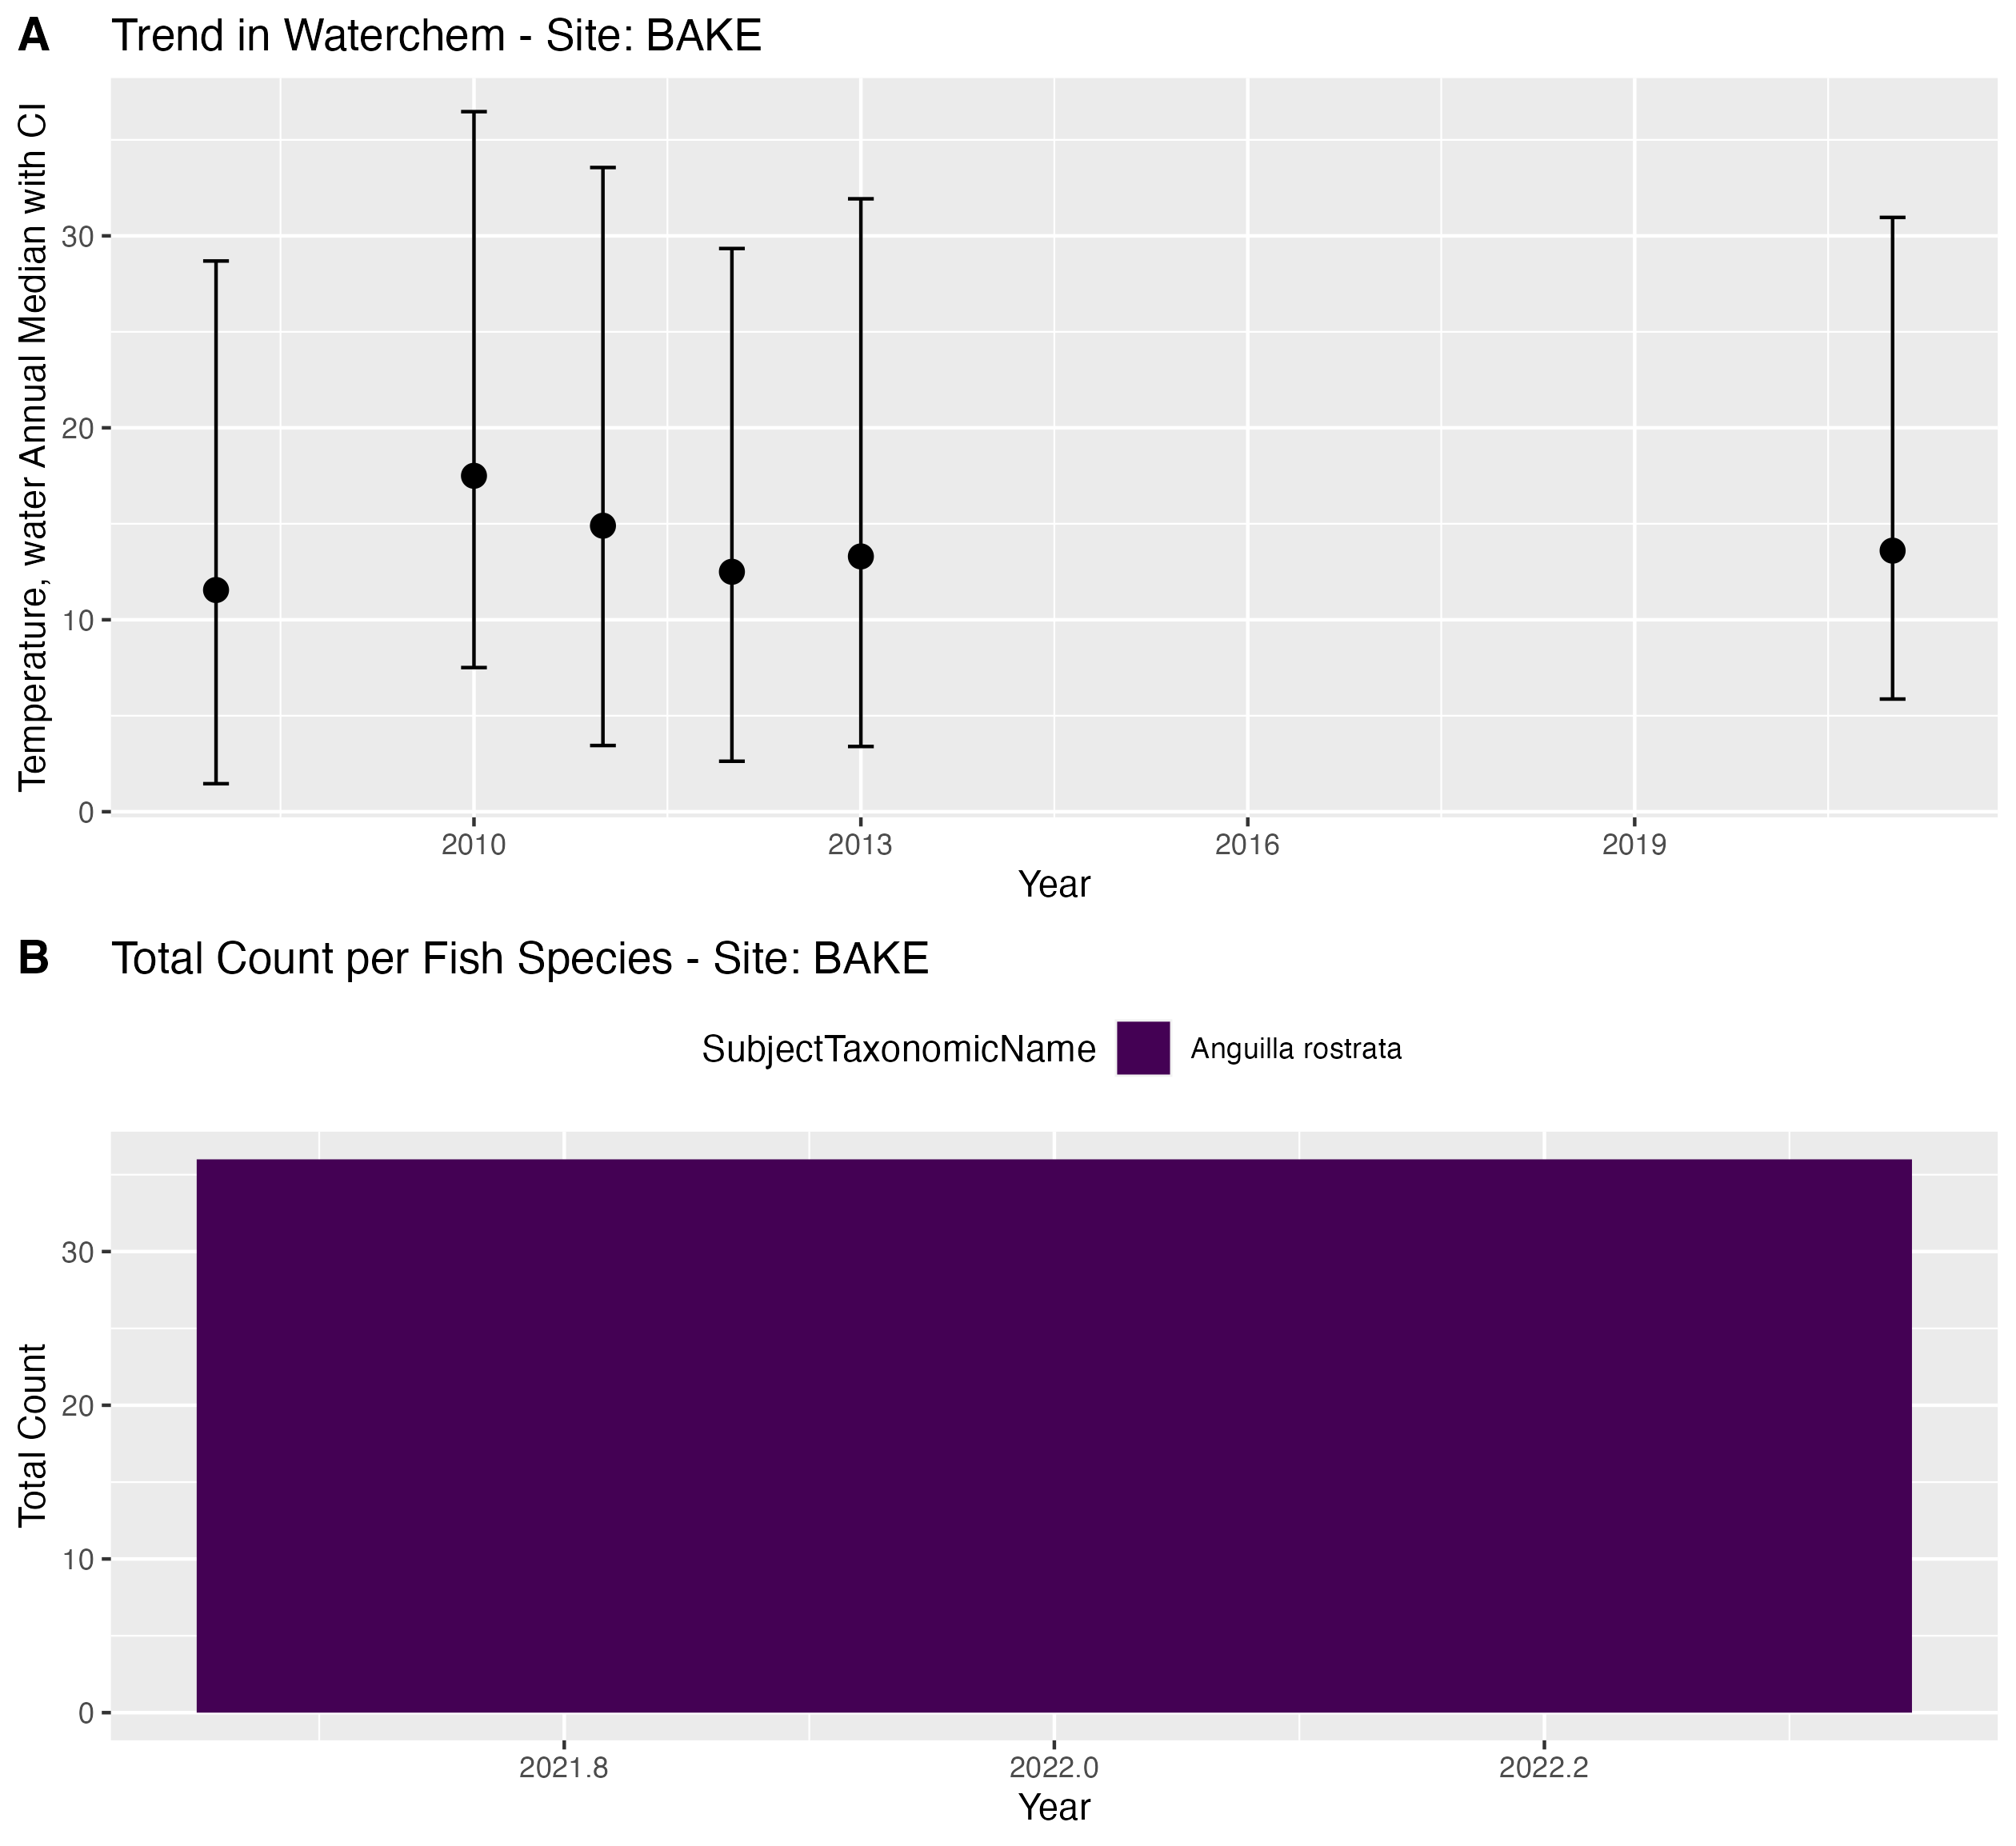 A Trend in Waterchem - Site: BAKE
Temperature, water Annual Median with CI
30
20
10
0
2010 2013 2016 2019
Year
B Total Count per Fish Species - Site: BAKE
SubjectTaxonomicName Anguilla rostrata
Total Count
30
20
10
0
2021.8 2022.0 2022.2
Year